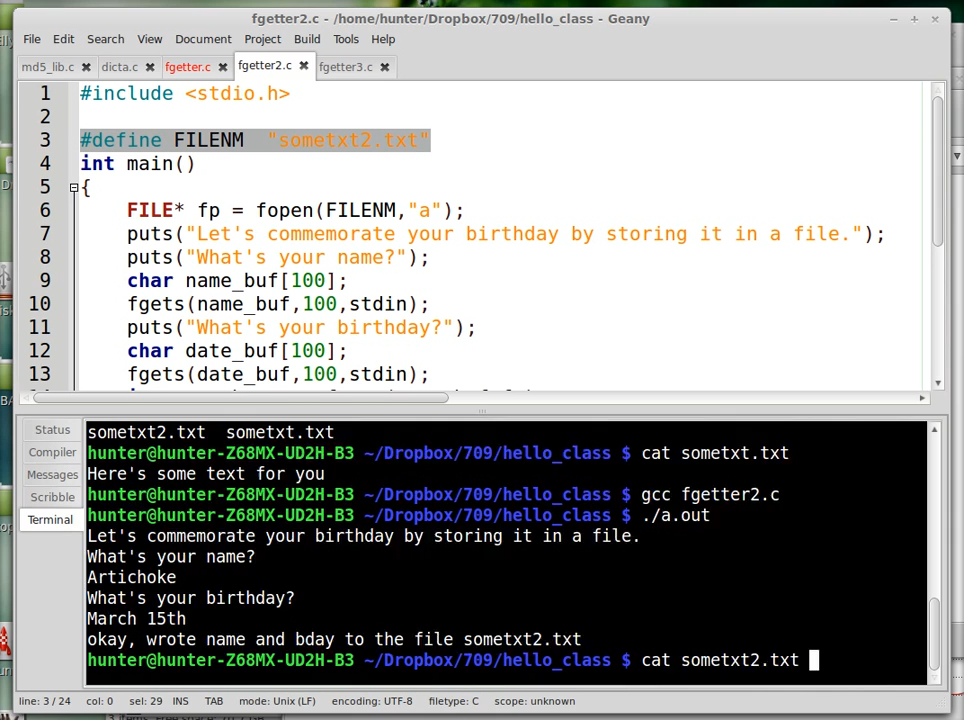 fgetter2.c - /home/hunter/Dropbox/709/hello_class - Geany
File Edit Search View Document Project Build Tools Help
md5_lib.c dicta.c fgetter.c fgetter2.c fgetter3.c
1 #include <stdio.h>
2
3 #define FILENM "sometxt2.txt"
4 int main()
5 {
6 FILE* fp = fopen(FILENM,"a");
7 puts("Let's commemorate your birthday by storing it in a file.");
8 puts("What's your name?");
9 char name_buf[100];
10 fgets(name_buf,100,stdin);
11 puts("What's your birthday?");
12 char date_buf[100];
13 fgets(date_buf,100,stdin);
Status
Compiler
Messages
Scribble
Terminal
sometxt2.txt sometxt.txt
hunter@hunter-Z68MX-UD2H-B3 ~/Dropbox/709/hello_class $ cat sometxt.txt
Here's some text for you
hunter@hunter-Z68MX-UD2H-B3 ~/Dropbox/709/hello_class $ gcc fgetter2.c
hunter@hunter-Z68MX-UD2H-B3 ~/Dropbox/709/hello_class $ ./a.out
Let's commemorate your birthday by storing it in a file.
What's your name?
Artichoke
What's your birthday?
March 15th
okay, wrote name and bday to the file sometxt2.txt
hunter@hunter-Z68MX-UD2H-B3 ~/Dropbox/709/hello_class $ cat sometxt2.txt
line: 3 / 24 col: 0 sel: 29 INS TAB mode: Unix (LF) encoding: UTF-8 filetype: C scope: unknown